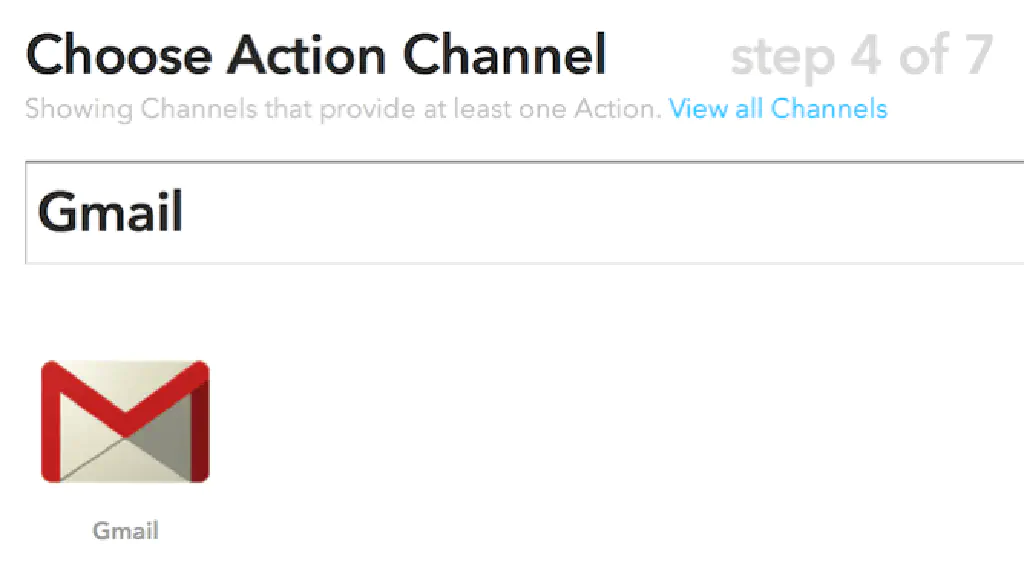 Choose Action Channel step 4 of 7
Showing Channels that provide at least one Action. View all Channels
Gmail
Gmail